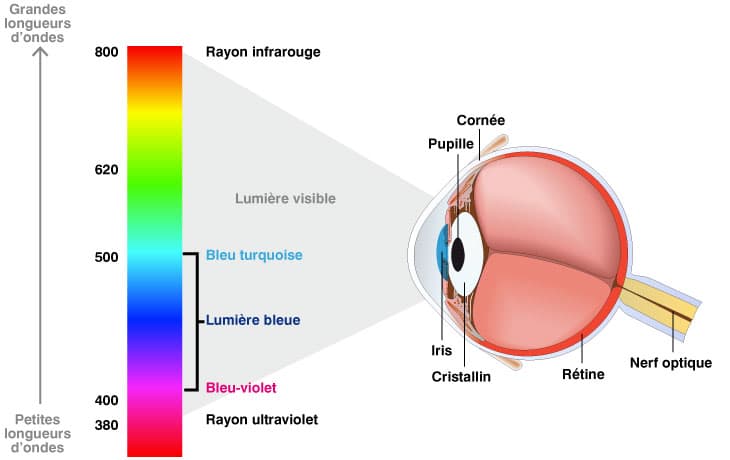 Grandes
longueurs
d'ondes
800
Rayon infrarouge
620
Lumière visible
500
Bleu turquoise
Lumière bleue
Bleu-violet
400
380
Rayon ultraviolet
Petites
longueurs
d'ondes
Cornée
Pupille
Iris
Cristallin
Rétine
Nerf optique